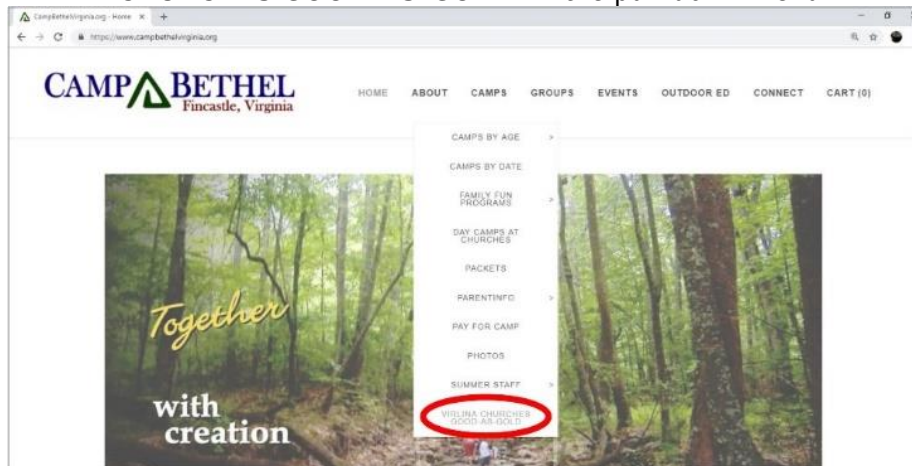 CampBethelVirginia.org - Home
https://www.campbethelvirginia.org
CAMP BETHEL
Fincastle, Virginia
HOME ABOUT CAMPS GROUPS EVENTS OUTDOOR ED CONNECT CART (0)
CAMPS BY AGE >
CAMPS BY DATE
FAMILY FUN
PROGRAMS >
DAY CAMPS AT
CHURCHES
PACKETS
PARENTINFO >
PAY FOR CAMP
PHOTOS
SUMMER STAFF >
VIRLINA CHURCHES
GOOD-AS-GOLD
Together
with
creation